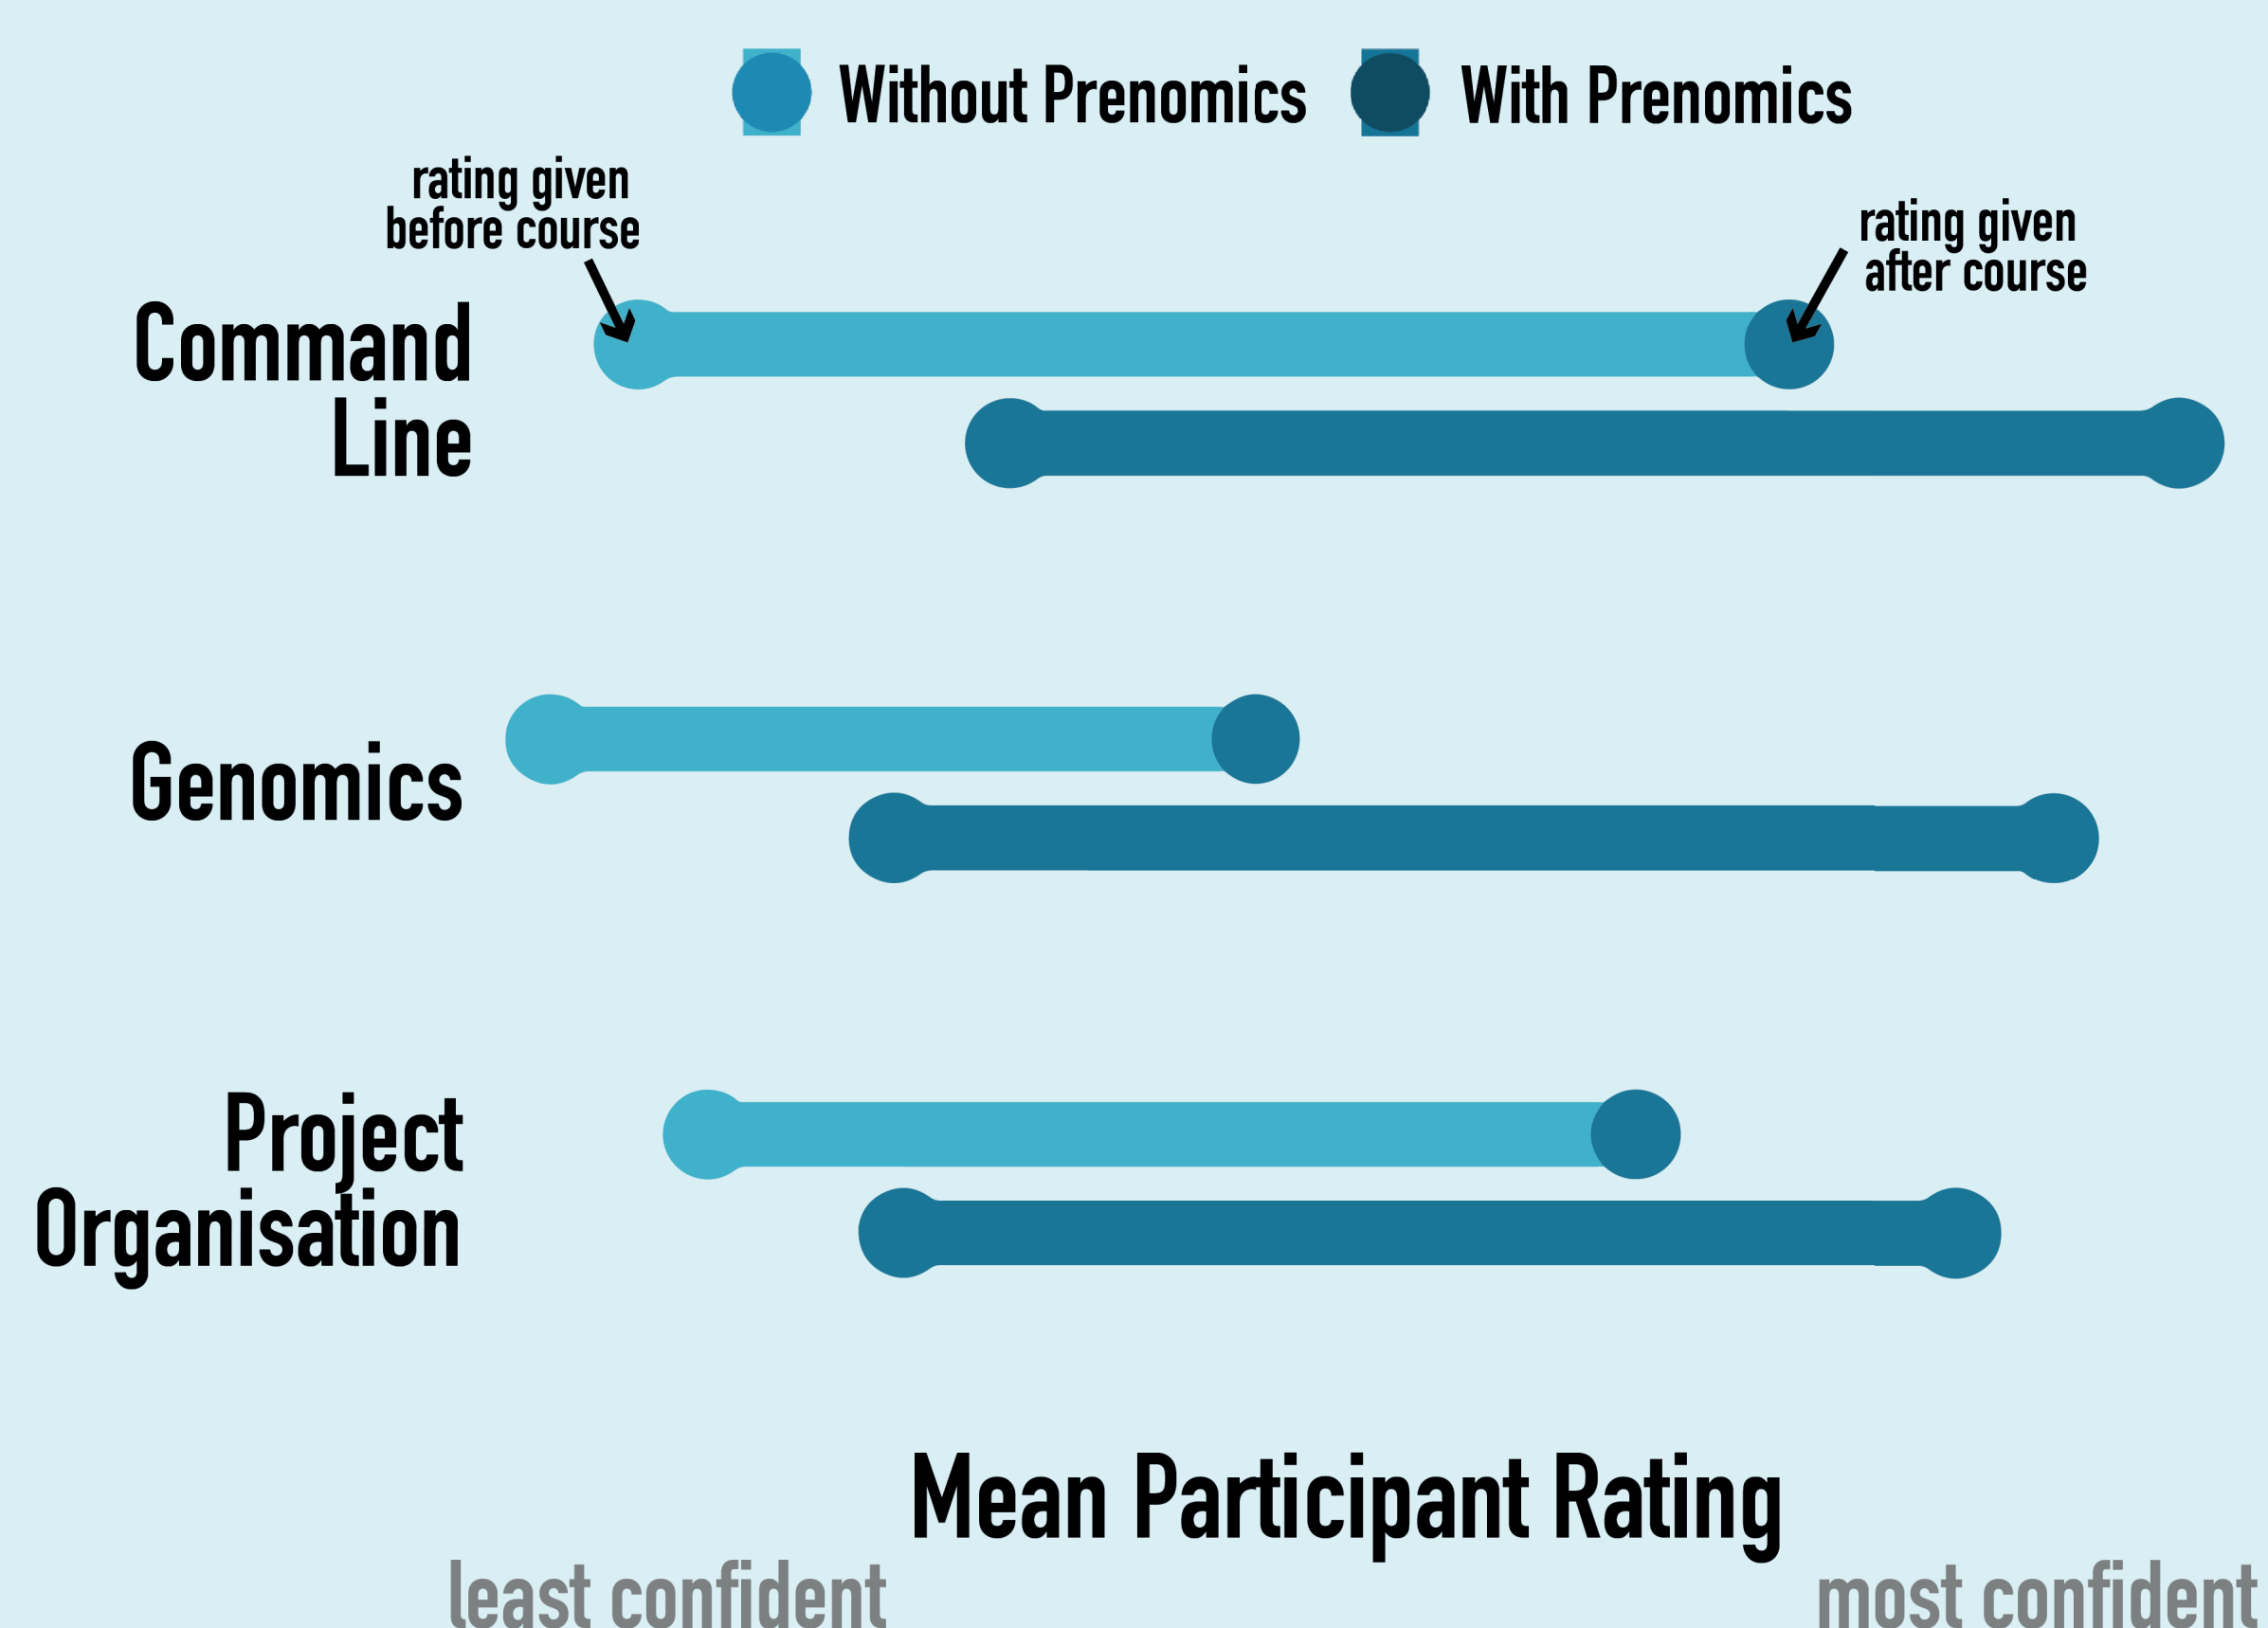 Without Prenomics
With Prenomics
rating given
before course
rating given
after course
Command
Line
Genomics
Project
Organisation
Mean Participant Rating
least confident
most confident